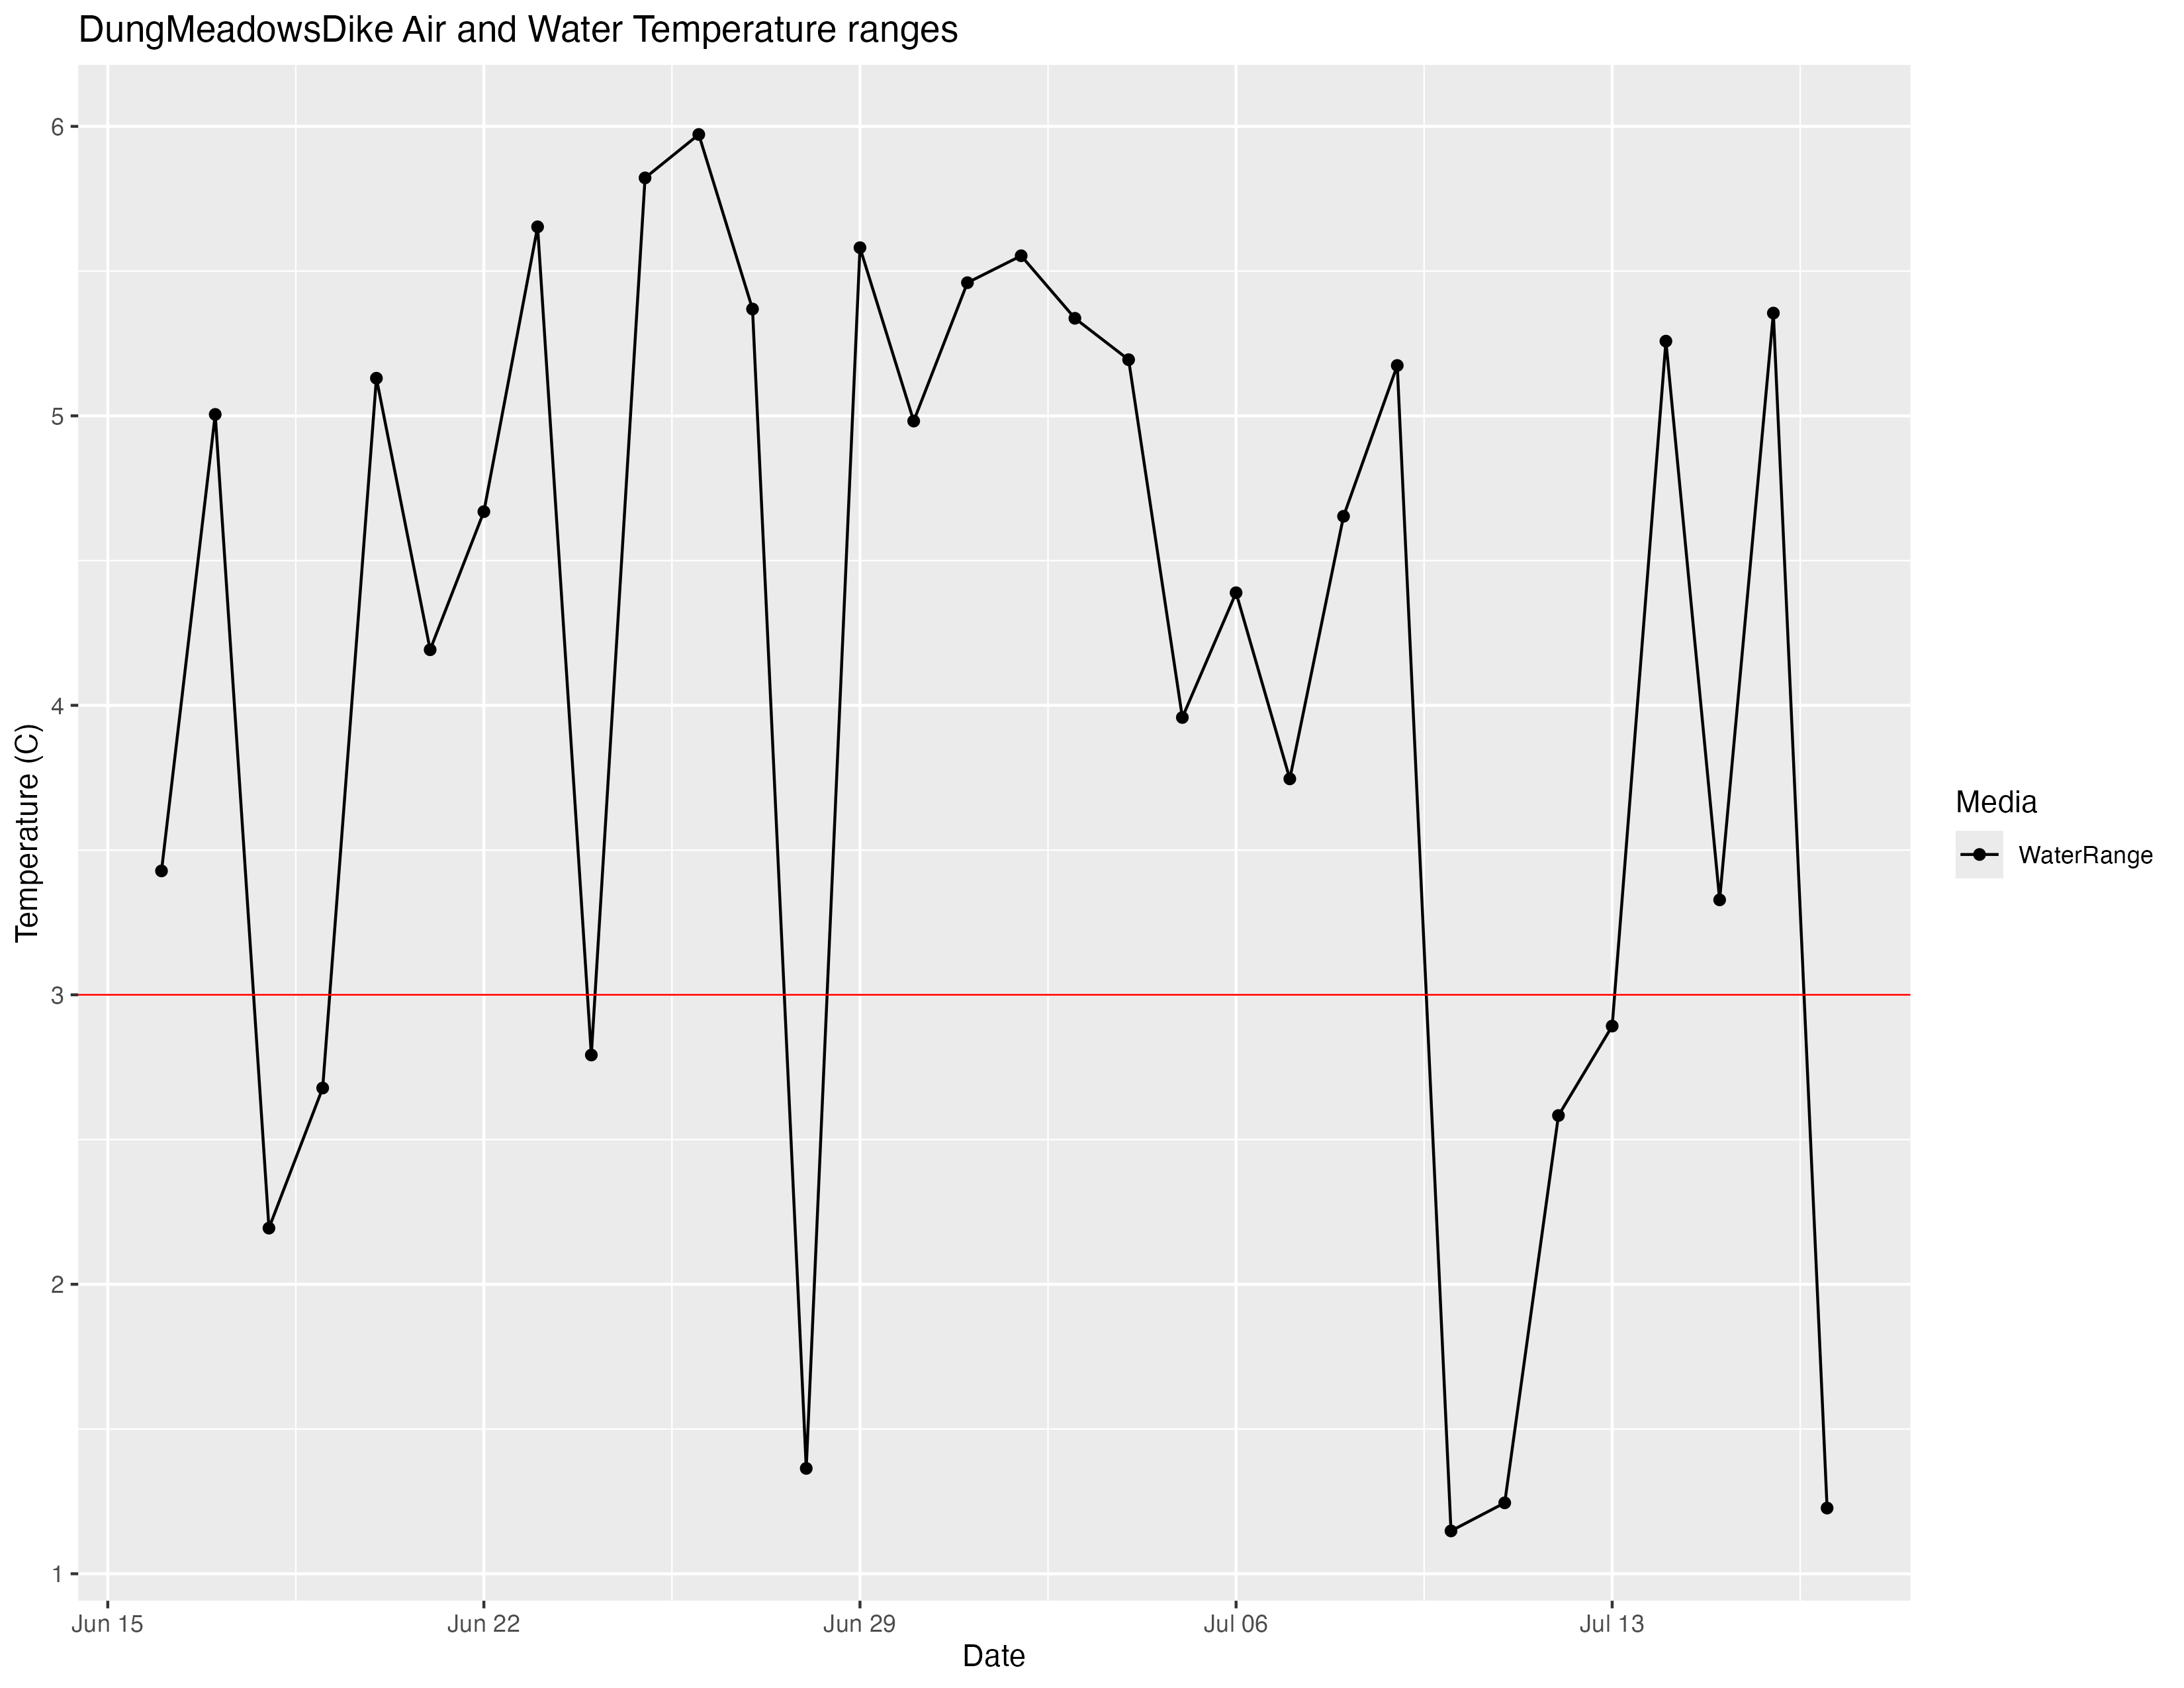 DungMeadowsDike Air and Water Temperature ranges
6
5
4
3
2
1
Temperature (C)
Jun 15
Jun 22
Jun 29
Jul 06
Jul 13
Date
Media
WaterRange